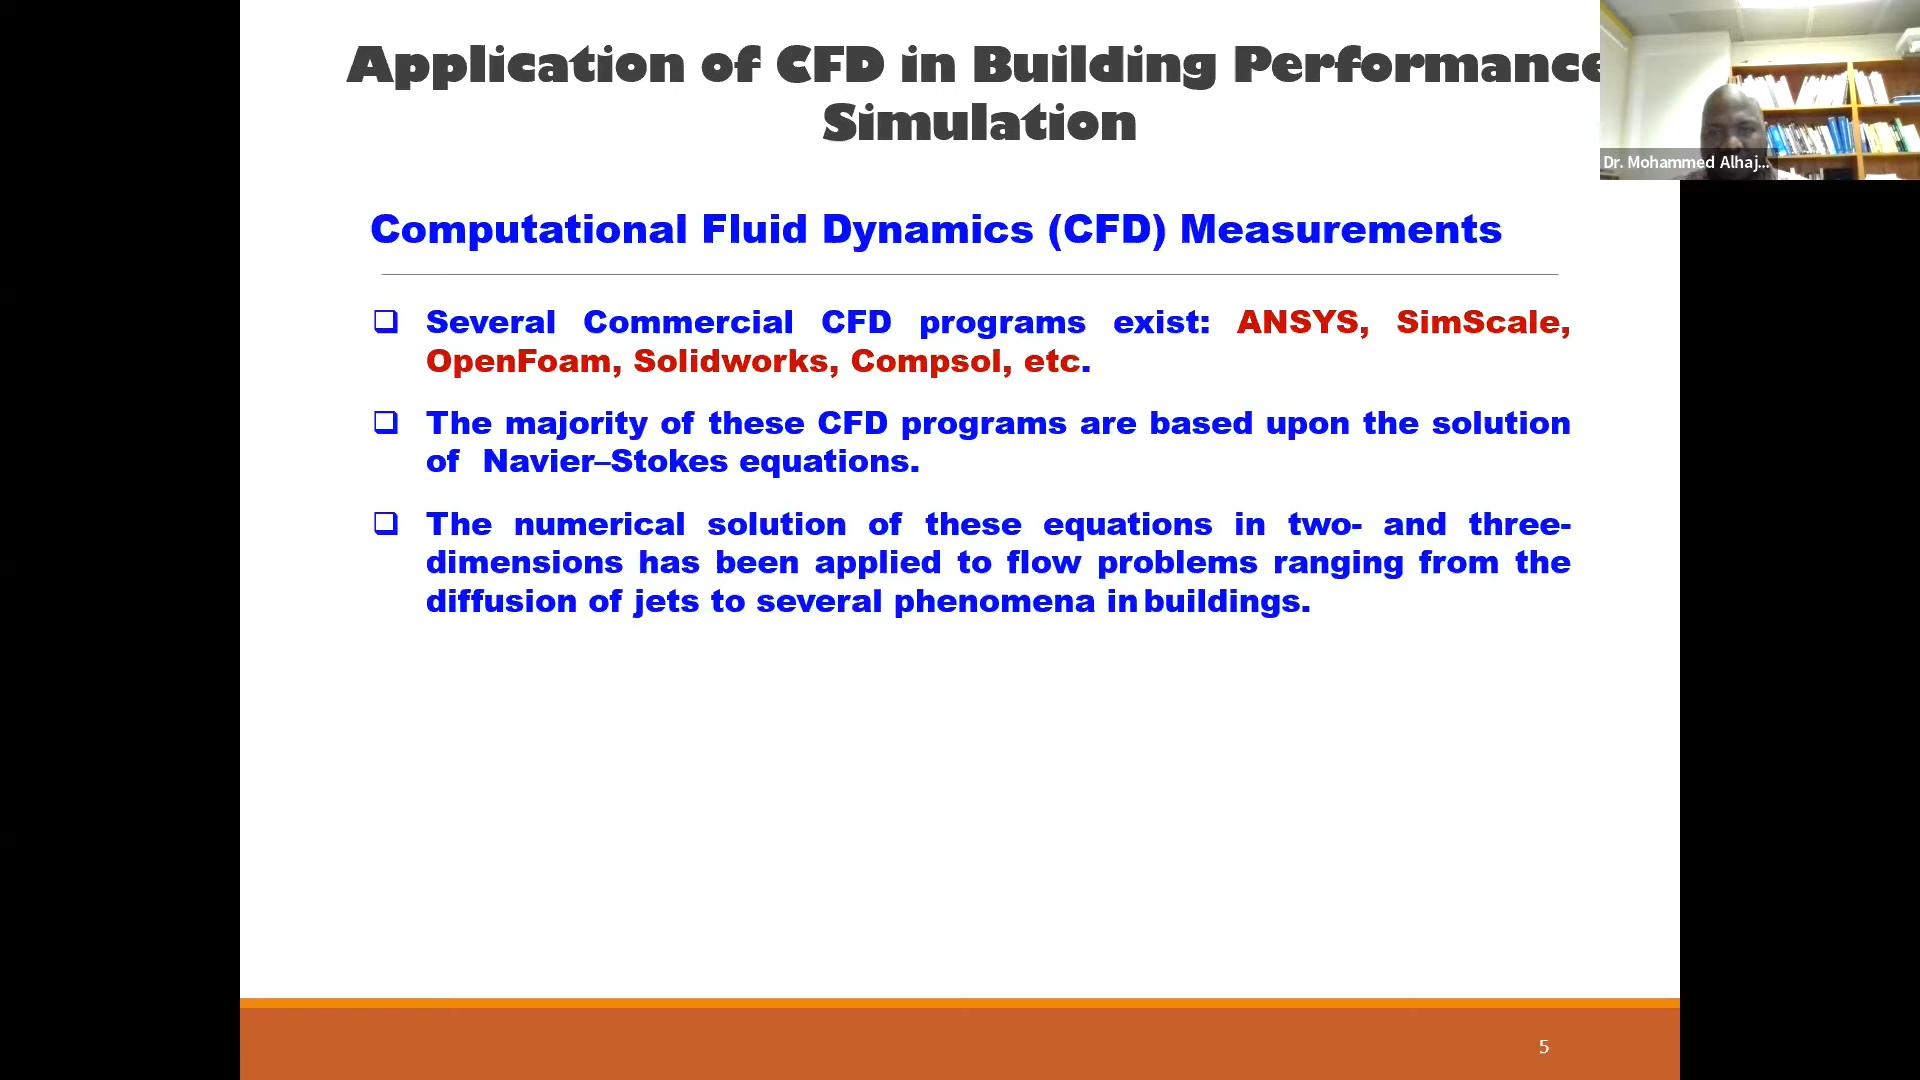 Application of CFD in Building Performance
Simulation
Dr. Mohammed Alhaj...
Computational Fluid Dynamics (CFD) Measurements
Several Commercial CFD programs exist: ANSYS, SimScale,
OpenFoam, Solidworks, Compsol, etc.
The majority of these CFD programs are based upon the solution
of Navier–Stokes equations.
The numerical solution of these equations in two- and three-
dimensions has been applied to flow problems ranging from the
diffusion of jets to several phenomena in buildings.
5